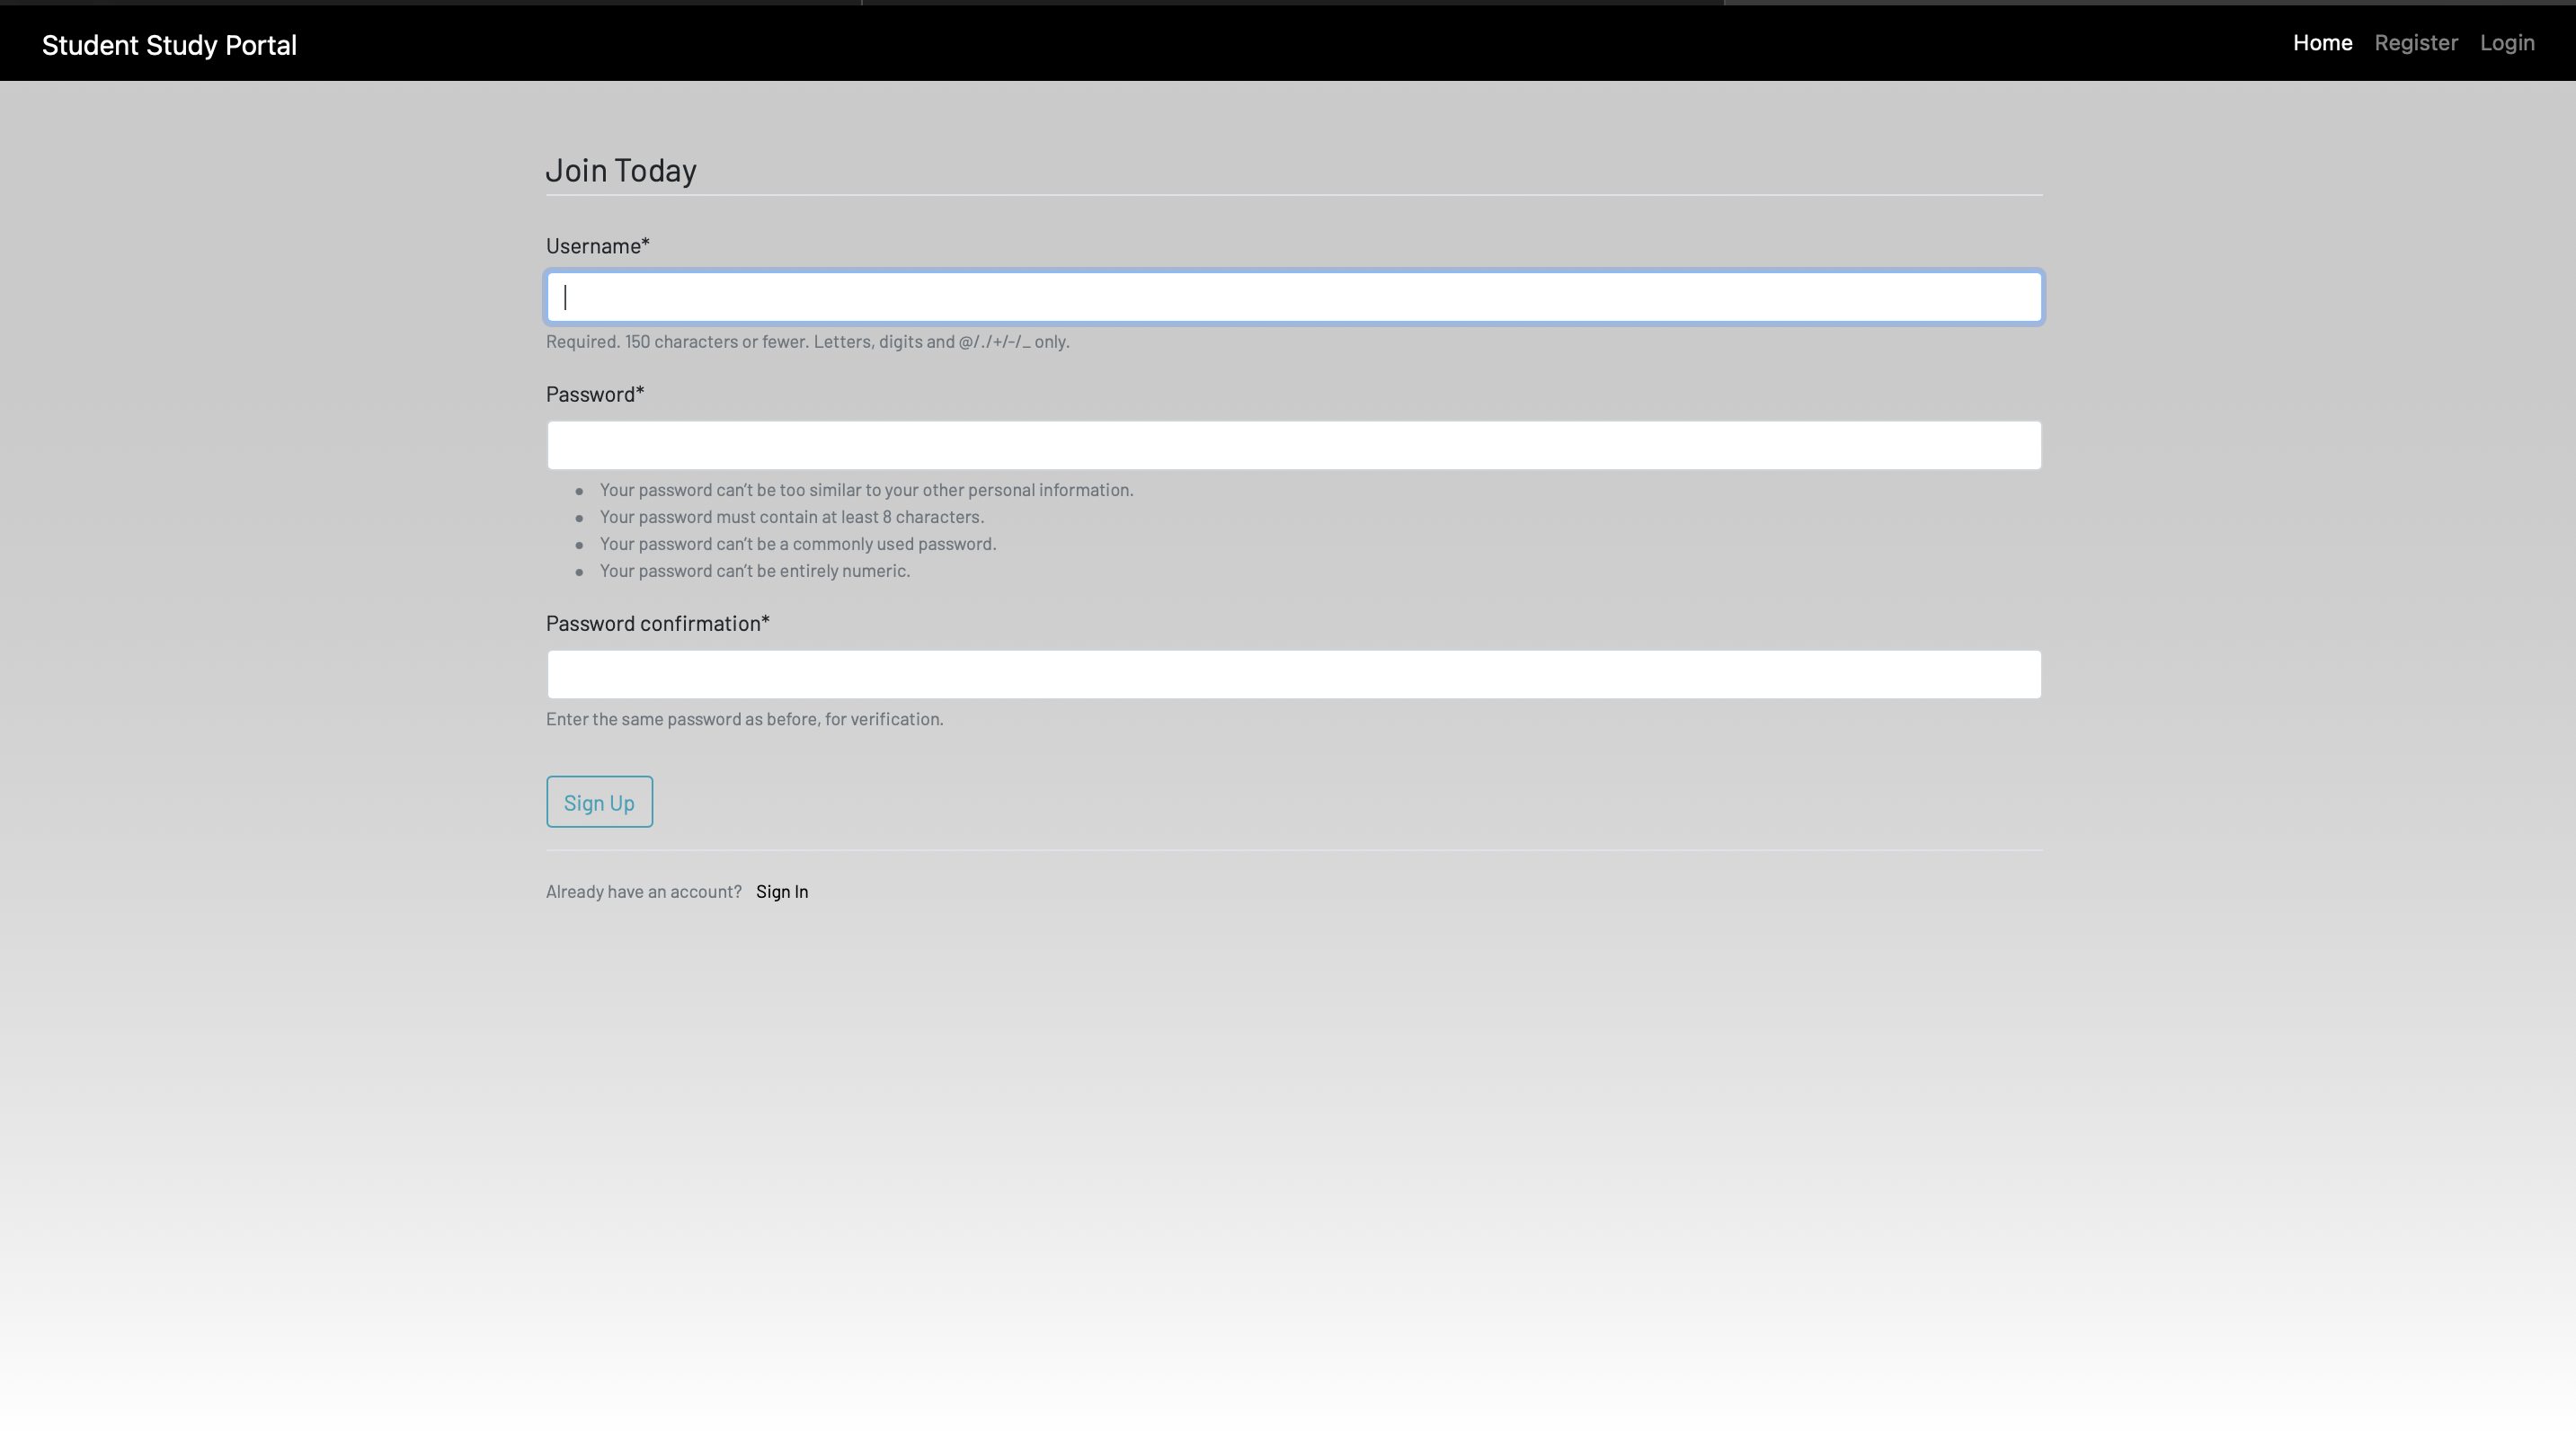 Student Study Portal
Home Register Login
Join Today
Username*
Required. 150 characters or fewer. Letters, digits and @/./+/-/_ only.
Password*
Your password can’t be too similar to your other personal information.
Your password must contain at least 8 characters.
Your password can’t be a commonly used password.
Your password can’t be entirely numeric.
Password confirmation*
Enter the same password as before, for verification.
Sign Up
Already have an account? Sign In